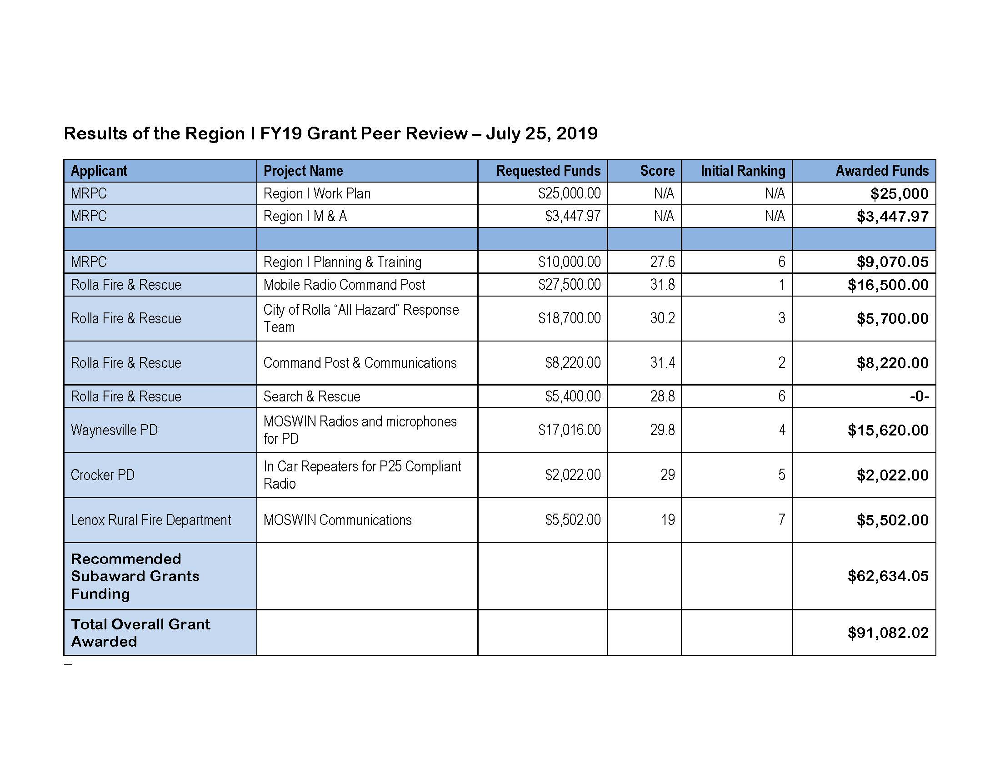 Results of the Region I FY19 Grant Peer Review – July 25, 2019
Applicant Project Name Requested Funds Score Initial Ranking Awarded Funds
MRPC Region I Work Plan $25,000.00 N/A N/A $25,000
MRPC Region I M & A $3,447.97 N/A N/A $3,447.97
MRPC Region I Planning & Training $10,000.00 27.6 6 $9,070.05
Rolla Fire & Rescue Mobile Radio Command Post $27,500.00 31.8 1 $16,500.00
Rolla Fire & Rescue City of Rolla “All Hazard” Response
Team $18,700.00 30.2 3 $5,700.00
Rolla Fire & Rescue Command Post & Communications $8,220.00 31.4 2 $8,220.00
Rolla Fire & Rescue Search & Rescue $5,400.00 28.8 6 -0-
Waynesville PD MOSWIN Radios and microphones
for PD $17,016.00 29.8 4 $15,620.00
Crocker PD In Car Repeaters for P25 Compliant
Radio $2,022.00 29 5 $2,022.00
Lenox Rural Fire Department MOSWIN Communications $5,502.00 19 7 $5,502.00
Recommended
Subaward Grants
Funding $62,634.05
Total Overall Grant
Awarded $91,082.02
+